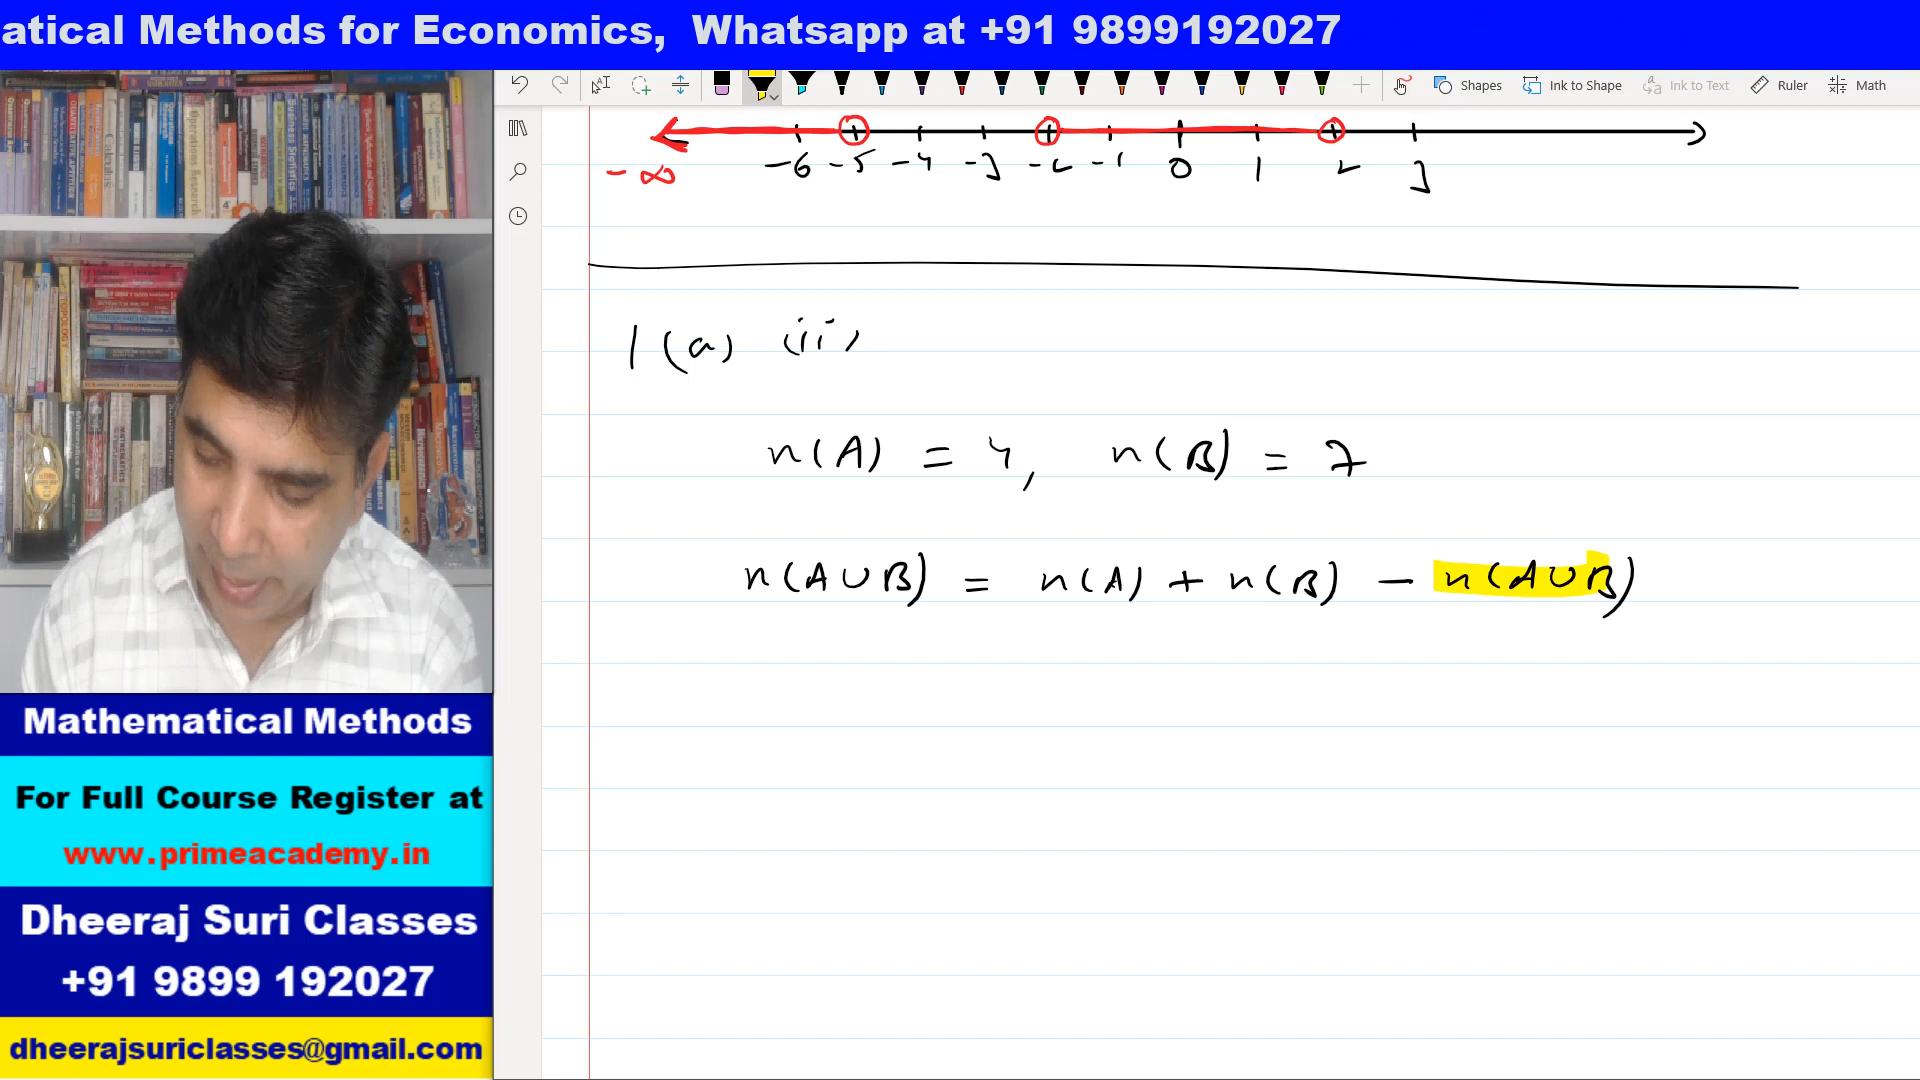 atical Methods for Economics, Whatsapp at +91 9899192027
Shapes Ink to Shape Ink to Text Ruler Math
-∞ -6 -5 -4 -3 -2 -1 0 1 2 3
1 (a) (ii)
n(A) = 4, n(B) = 7
n(A∪B) = n(A) + n(B) - n(A∪B)
Mathematical Methods
For Full Course Register at
www.primeacademy.in
Dheeraj Suri Classes
+91 9899 192027
dheerajsuriclasses@gmail.com